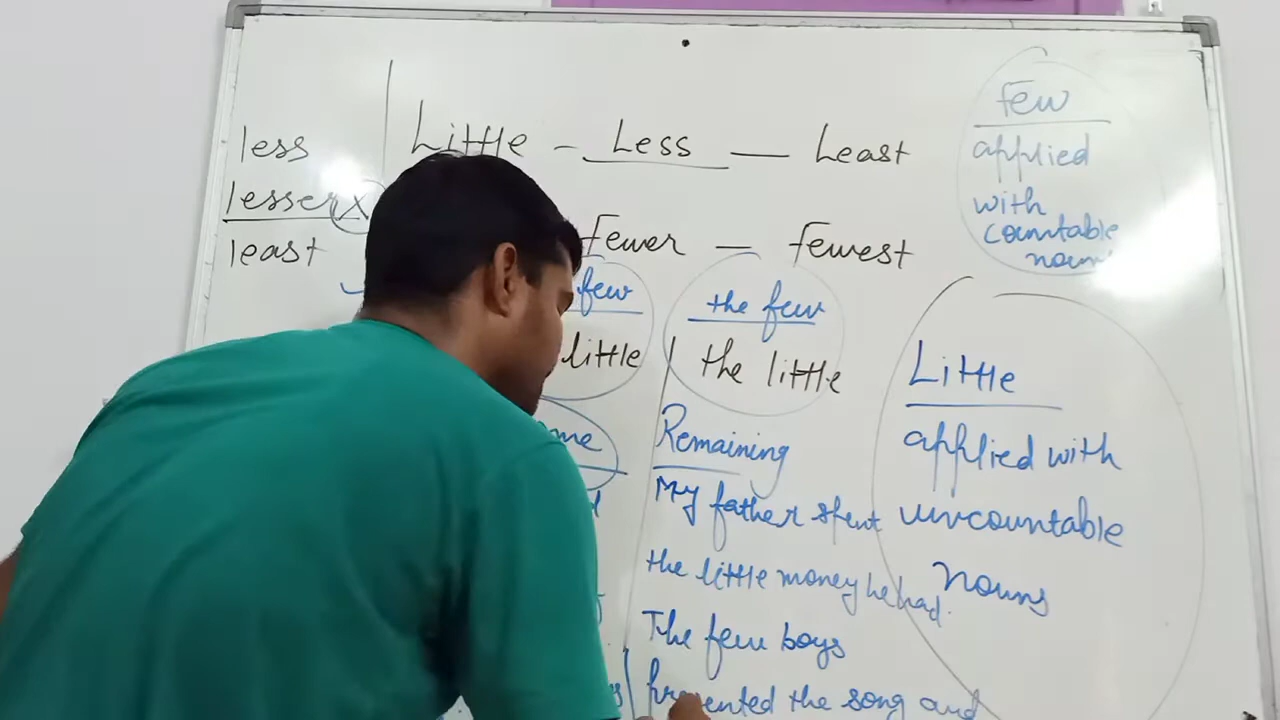 less
lesser X
least
Little - Less — Least
Fewer — fewest
few
little
the few
the little
Remaining
My father spent
the little money he had.
The few boys
the song and
few
applied
with
countable
nouns
Little
applied with
uncountable
nouns